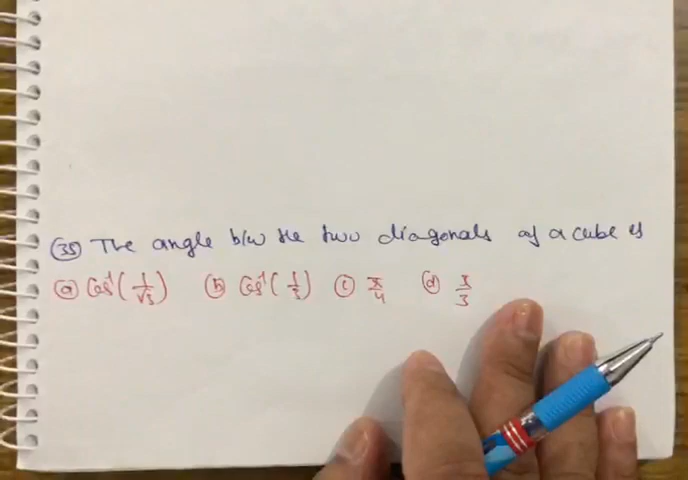 (35) The angle b/w the two diagonals of a cube is
(a) Cos⁻¹(1/√3) (b) Cos⁻¹(1/3) (c) π/4 (d) π/3